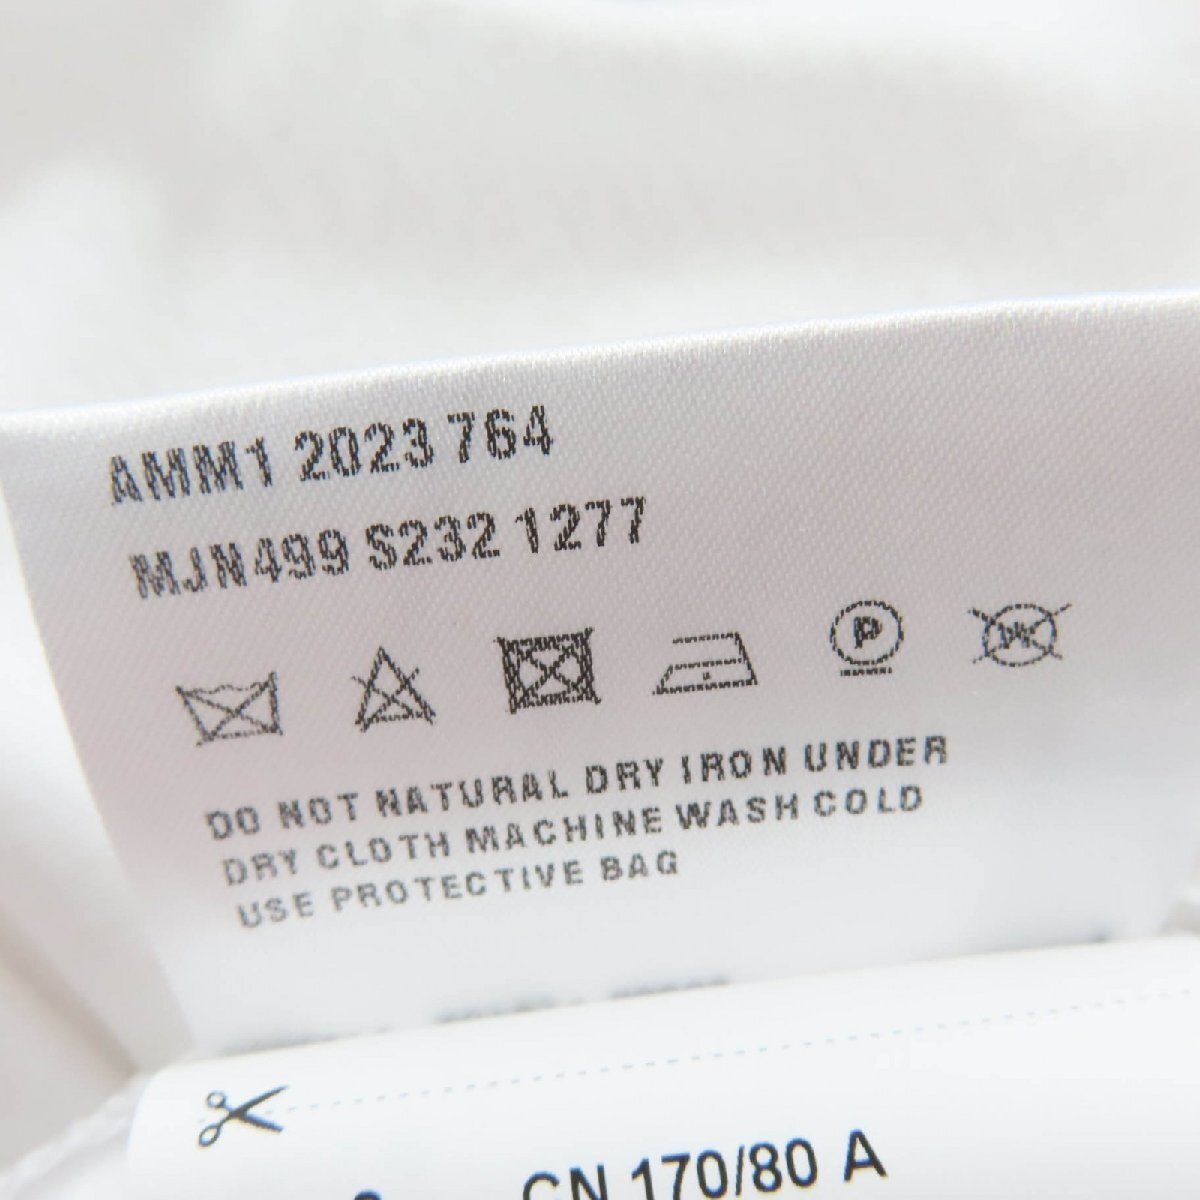 AMM1 2023 764
MJN499 S232 1277
P
DO NOT NATURAL DRY IRON UNDER
DRY CLOTH MACHINE WASH COLD
USE PROTECTIVE BAG
CN 170/80 A